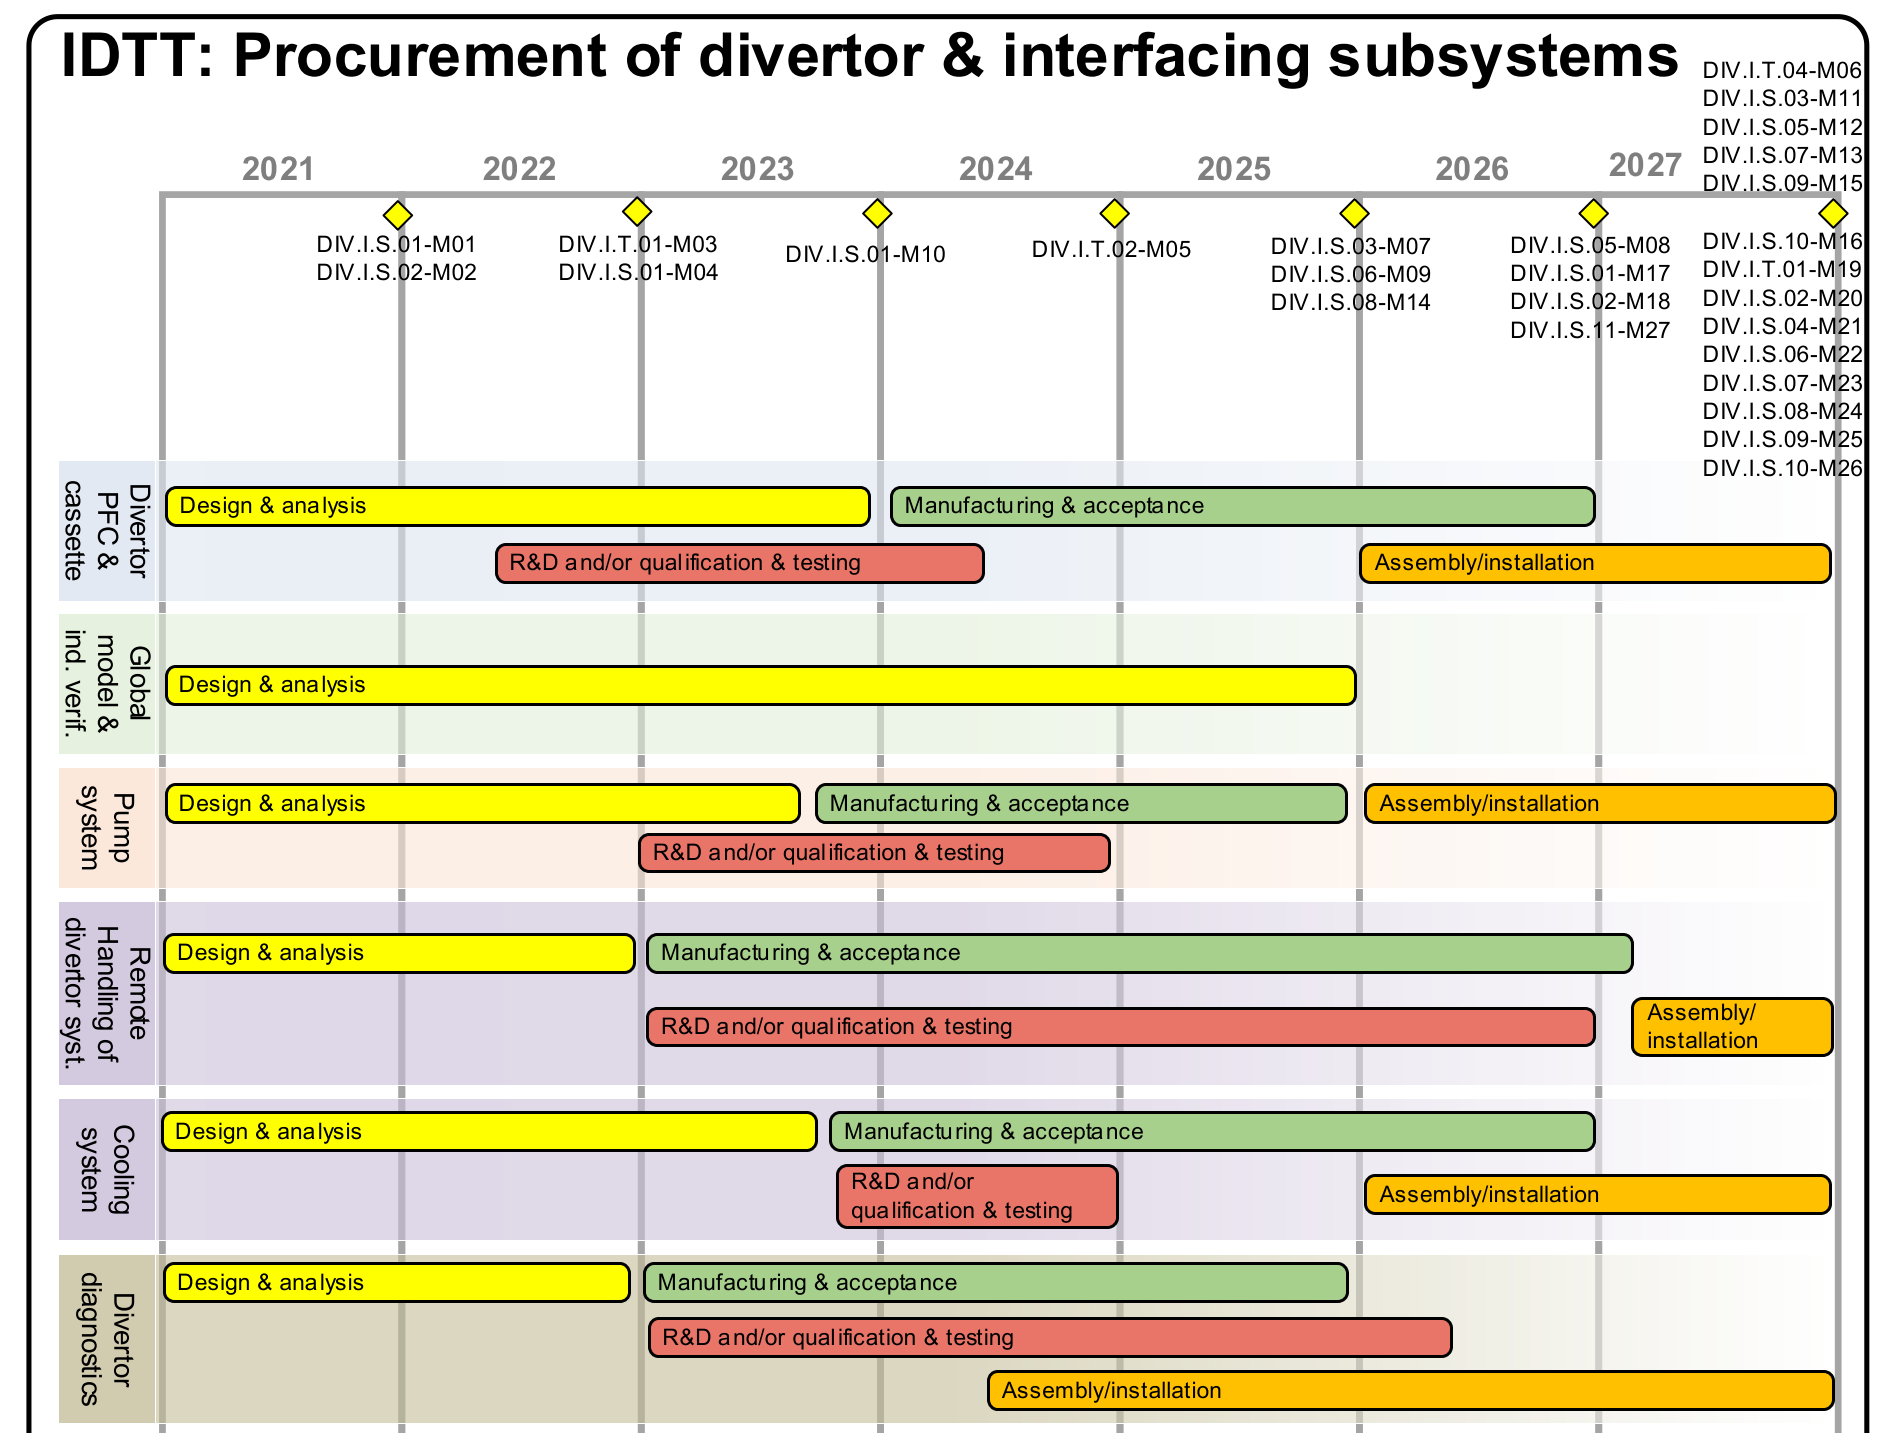 IDTT: Procurement of divertor & interfacing subsystems
DIV.I.T.04-M06
DIV.I.S.03-M11
DIV.I.S.05-M12
DIV.I.S.07-M13
DIV.I.S.09-M15
2021 2022 2023 2024 2025 2026 2027
DIV.I.S.01-M01
DIV.I.S.02-M02
DIV.I.T.01-M03
DIV.I.S.01-M04
DIV.I.S.01-M10
DIV.I.T.02-M05
DIV.I.S.03-M07
DIV.I.S.06-M09
DIV.I.S.08-M14
DIV.I.S.05-M08
DIV.I.S.01-M17
DIV.I.S.02-M18
DIV.I.S.11-M27
DIV.I.S.10-M16
DIV.I.T.01-M19
DIV.I.S.02-M20
DIV.I.S.04-M21
DIV.I.S.06-M22
DIV.I.S.07-M23
DIV.I.S.08-M24
DIV.I.S.09-M25
DIV.I.S.10-M26
Divertor
PFC &
cassette
Design & analysis
Manufacturing & acceptance
R&D and/or qualification & testing
Assembly/installation
Global
model &
ind. verif.
Design & analysis
Pump
system
Design & analysis
Manufacturing & acceptance
Assembly/installation
R&D and/or qualification & testing
Remote
Handling of
divertor syst.
Design & analysis
Manufacturing & acceptance
R&D and/or qualification & testing
Assembly/
installation
Cooling
system
Design & analysis
Manufacturing & acceptance
R&D and/or
qualification & testing
Assembly/installation
Divertor
diagnostics
Design & analysis
Manufacturing & acceptance
R&D and/or qualification & testing
Assembly/installation